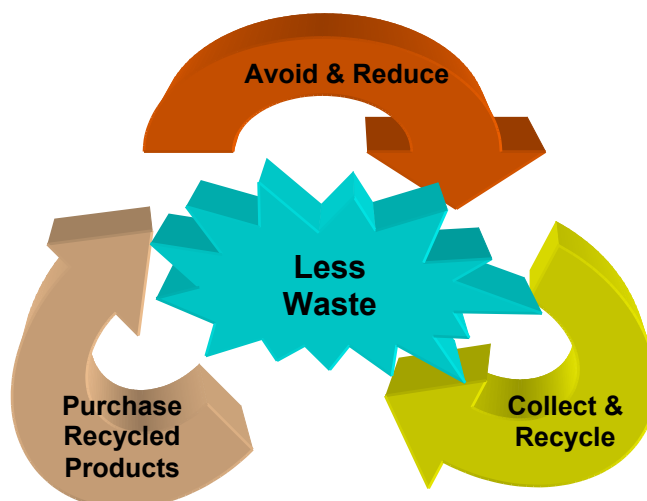 Avoid & Reduce
Less
Waste
Collect &
Recycle
Purchase
Recycled
Products